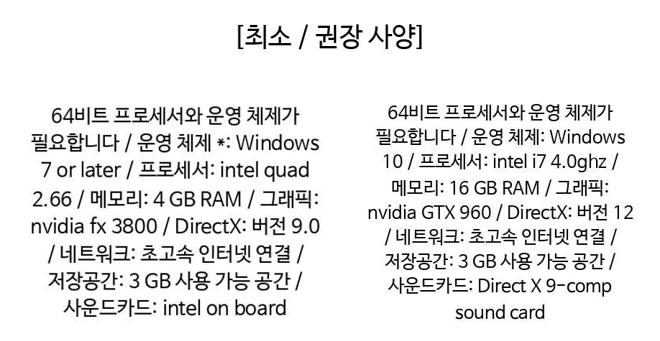 [최소 / 권장 사양]
64비트 프로세서와 운영 체제가
필요합니다 / 운영 체제 *: Windows
7 or later / 프로세서: intel quad
2.66 / 메모리: 4 GB RAM / 그래픽:
nvidia fx 3800 / DirectX: 버전 9.0
/ 네트워크: 초고속 인터넷 연결 /
저장공간: 3 GB 사용 가능 공간 /
사운드카드: intel on board
64비트 프로세서와 운영 체제가
필요합니다 / 운영 체제: Windows
10 / 프로세서: intel i7 4.0ghz /
메모리: 16 GB RAM / 그래픽:
nvidia GTX 960 / DirectX: 버전 12
/ 네트워크: 초고속 인터넷 연결 /
저장공간: 3 GB 사용 가능 공간 /
사운드카드: Direct X 9-comp
sound card